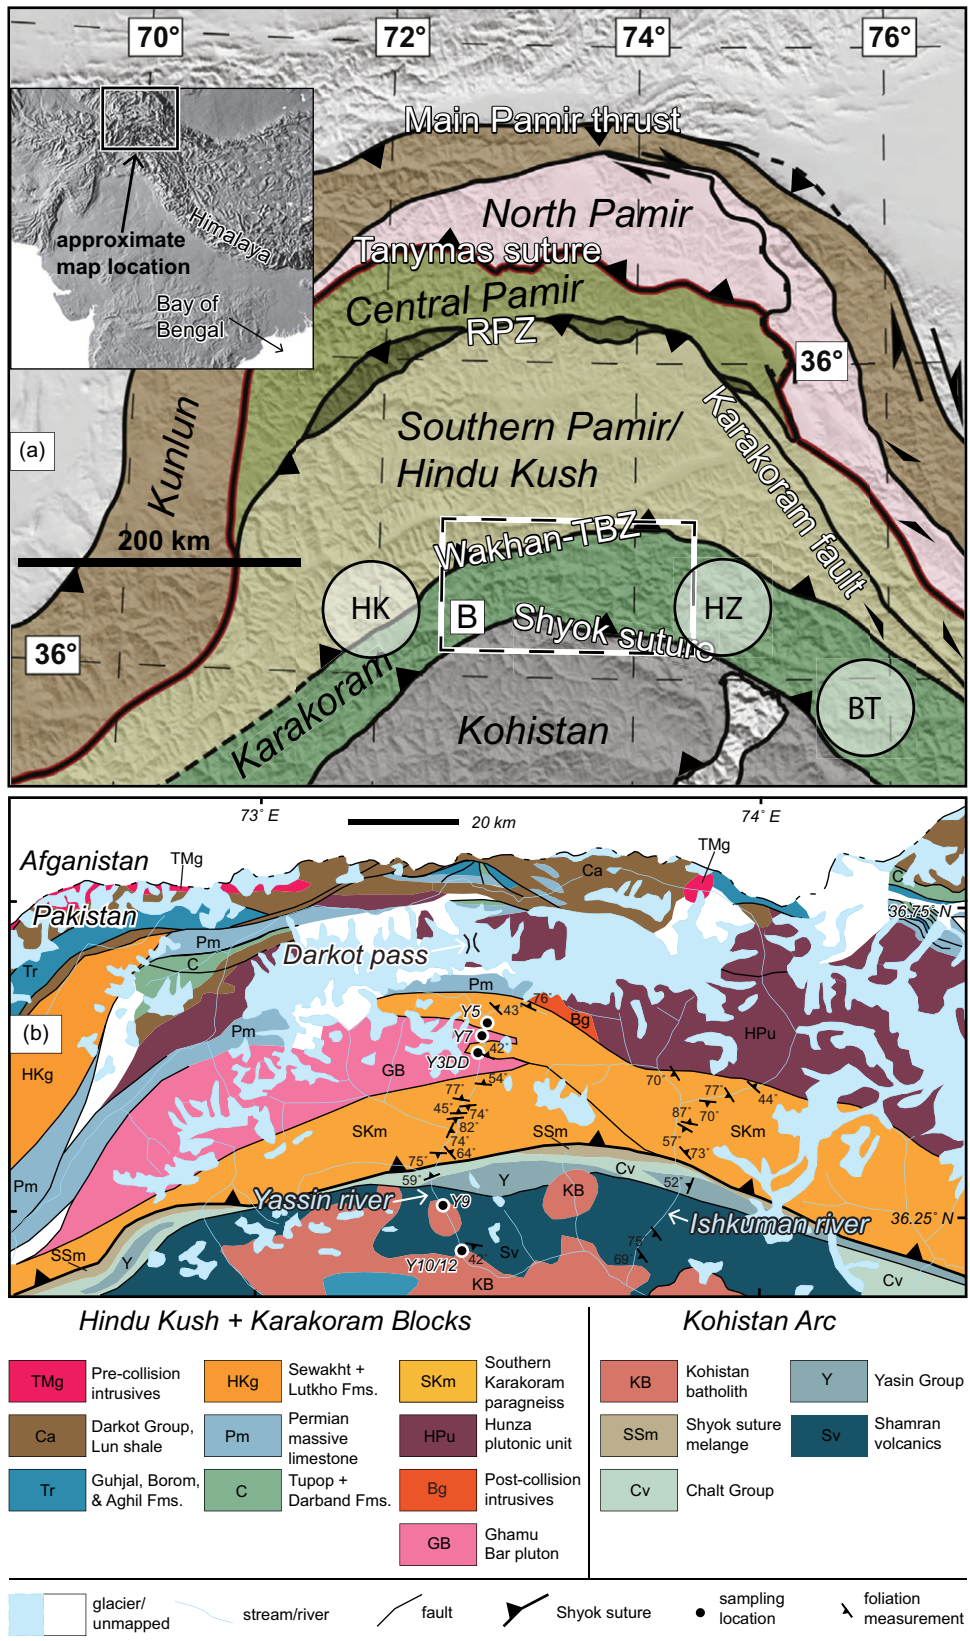 70°
72°
74°
76°
Main Pamir thrust
North Pamir
Himalaya
approximate
map location
Bay of
Bengal
Tanymas suture
Central Pamir
RPZ
36°
Kunlun
Southern Pamir/
Hindu Kush
Karakoram fault
(a)
200 km
Wakhan-TBZ
HK
HZ
B
Shyok suture
36°
Karakoram
BT
Kohistan
73° E
74° E
20 km
Afganistan
TMg
TMg
Ca
C
Pakistan
36.75° N
Pm
Darkot pass
C
Tr
Pm
76°
43°
Y5
(b)
Pm
Bg
Y7
HPu
42°
Y3DD
HKg
GB
54°
70°
77°
77°
44°
45°
74°
87°
70°
82°
SKm
SSm
57°
SKm
74°
64°
73°
75°
Cv
Pm
59°
Y
52°
KB
Yassin river
Y9
Ishkuman river
36.25° N
75°
SSm
Y
Sv
69°
Y10/12
42°
Cv
KB
Hindu Kush + Karakoram Blocks
Kohistan Arc
TMg
Pre-collision
intrusives
HKg
Sewakht +
Lutkho Fms.
SKm
Southern
Karakoram
paragneiss
KB
Kohistan
batholith
Y
Yasin Group
Ca
Darkot Group,
Lun shale
Pm
Permian
massive
limestone
HPu
Hunza
plutonic unit
SSm
Shyok suture
melange
Sv
Shamran
volcanics
Tr
Guhjal, Borom,
& Aghil Fms.
C
Tupop +
Darband Fms.
Bg
Post-collision
intrusives
Cv
Chalt Group
GB
Ghamu
Bar pluton
glacier/
unmapped
stream/river
fault
Shyok suture
sampling
location
foliation
measurement